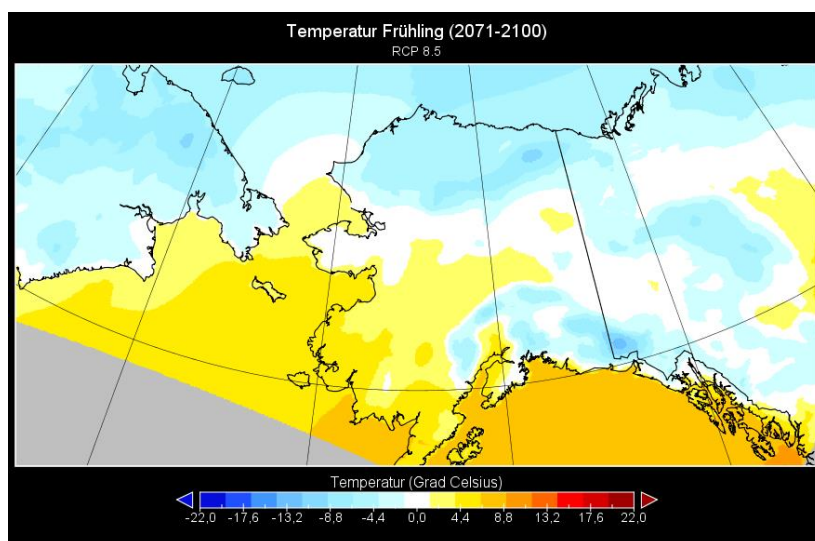 Temperatur Frühling (2071-2100)
RCP 8.5
Temperatur (Grad Celsius)
-22,0 -17,6 -13,2 -8,8 -4,4 0,0 4,4 8,8 13,2 17,6 22,0